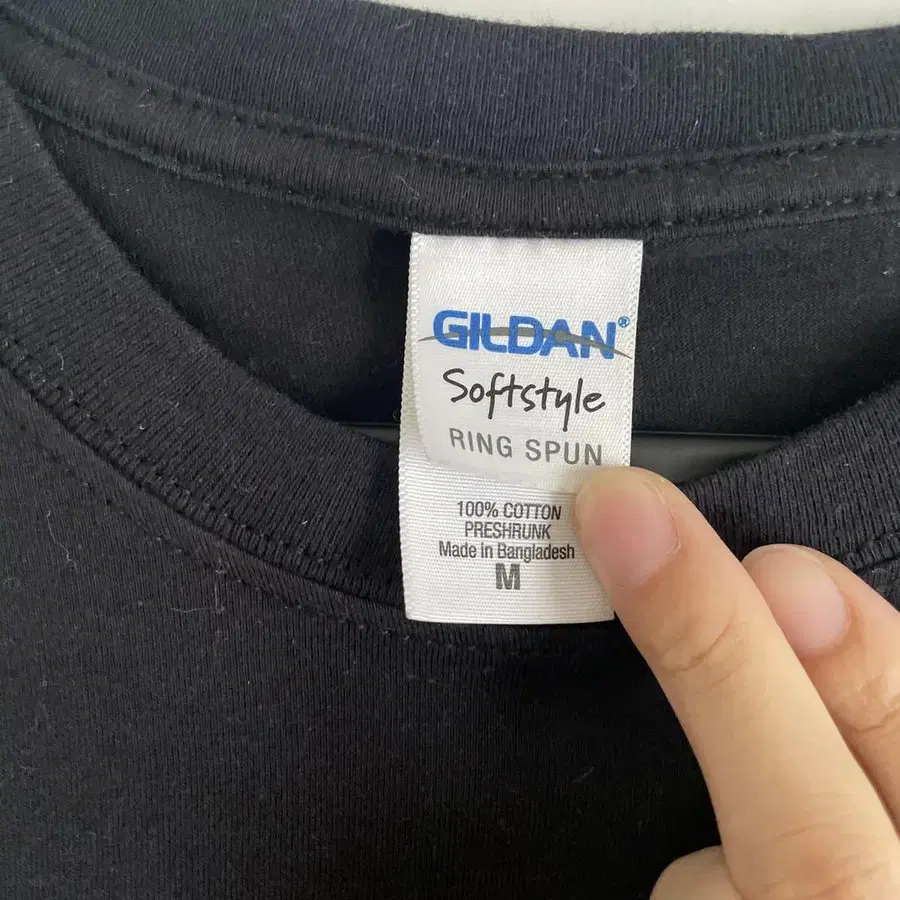 GILDAN®
Softstyle
RING SPUN
100% COTTON
PRESHRUNK
Made in Bangladesh
M